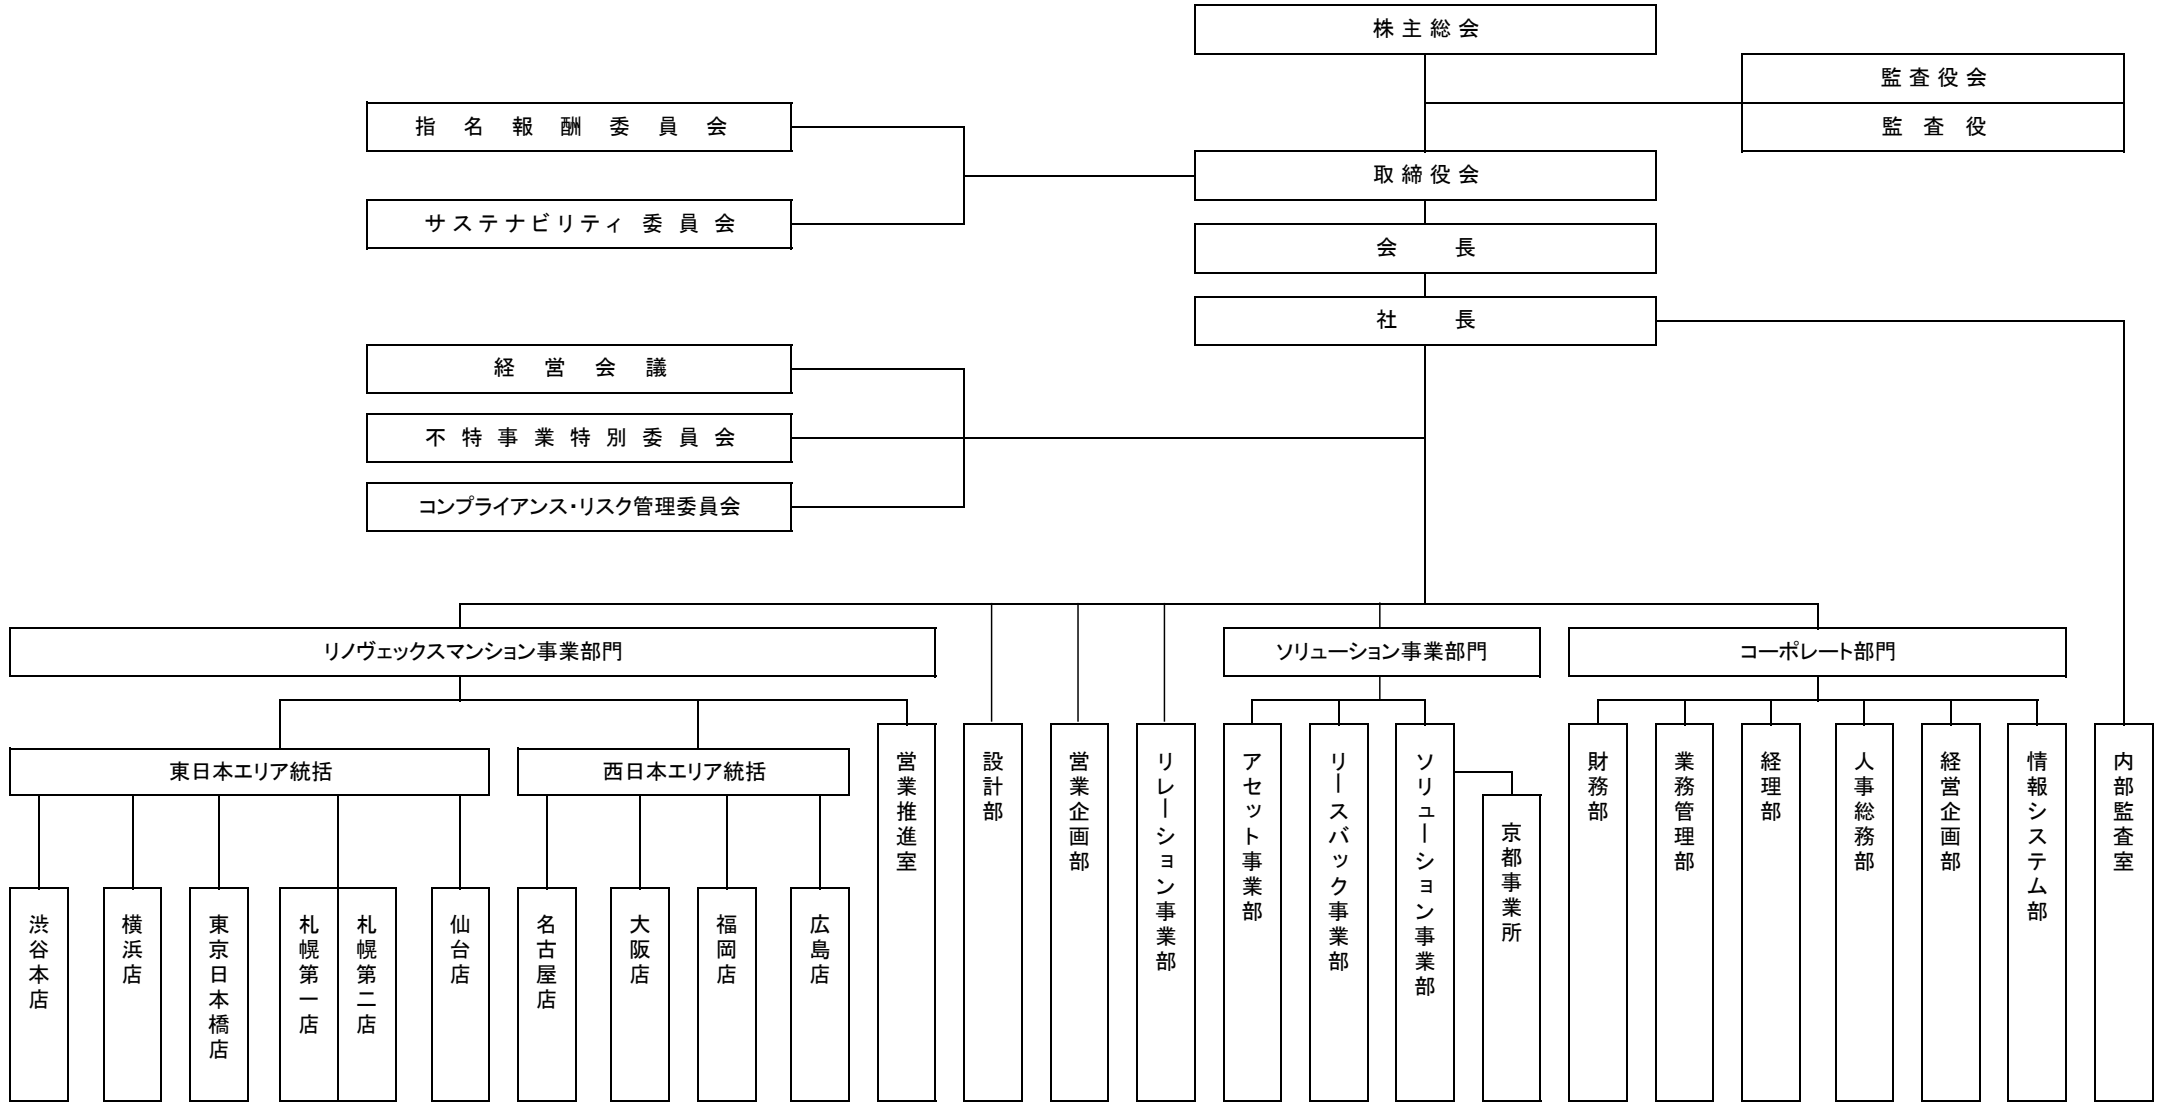 株主総会
監査役会
監査役
指名報酬委員会
取締役会
サステナビリティ委員会
会長
社長
経営会議
不特事業特別委員会
コンプライアンス・リスク管理委員会
リノヴェックスマンション事業部門
ソリューション事業部門
コーポレート部門
東日本エリア統括
西日本エリア統括
営業推進室
設計部
営業企画部
リレーション事業部
アセット事業部
リースバック事業部
ソリューション事業部
京都事業所
財務部
業務管理部
経理部
人事総務部
経営企画部
情報システム部
内部監査室
渋谷本店
横浜店
東京日本橋店
札幌第一店
札幌第二店
仙台店
名古屋店
大阪店
福岡店
広島店